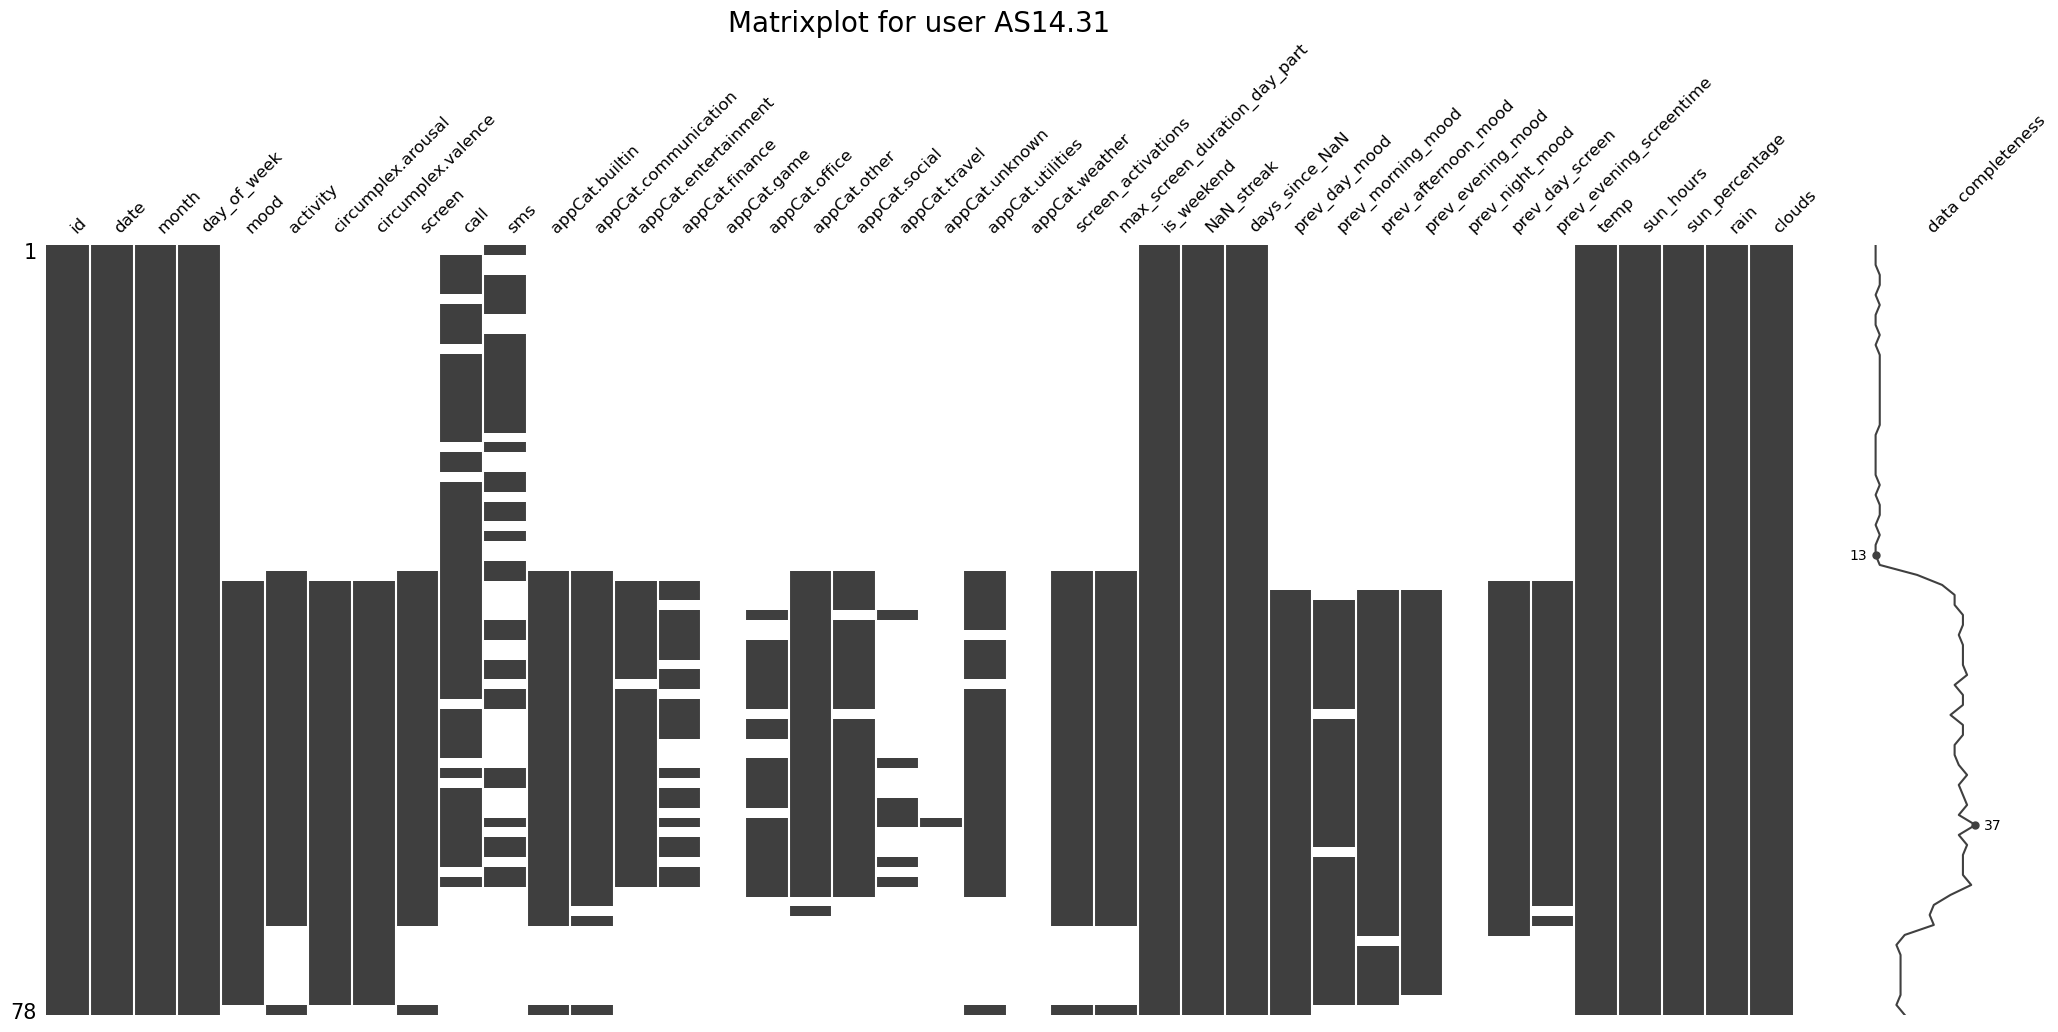 Matrixplot for user AS14.31
id
date
month
day_of_week
mood
activity
circumplex.arousal
circumplex.valence
screen
call
sms
appCat.builtin
appCat.communication
appCat.entertainment
appCat.finance
appCat.game
appCat.office
appCat.other
appCat.social
appCat.travel
appCat.unknown
appCat.utilities
appCat.weather
screen_activations
max_screen_duration_day_part
is_weekend
NaN_streak
days_since_NaN
prev_day_mood
prev_morning_mood
prev_afternoon_mood
prev_evening_mood
prev_night_mood
prev_day_screen
prev_evening_screentime
temp
sun_hours
sun_percentage
rain
clouds
data completeness
1
13
37
78